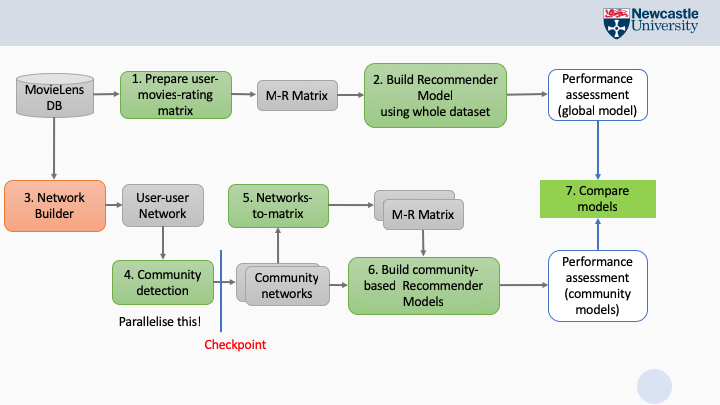 Newcastle
University
MovieLens
DB
1. Prepare user-
movies-rating
matrix
M-R Matrix
2. Build Recommender
Model
using whole dataset
Performance
assessment
(global model)
3. Network
Builder
User-user
Network
5. Networks-
to-matrix
M-R Matrix
7. Compare
models
4. Community
detection
Community
networks
6. Build community-
based Recommender
Models
Performance
assessment
(community
models)
Parallelise this!
Checkpoint